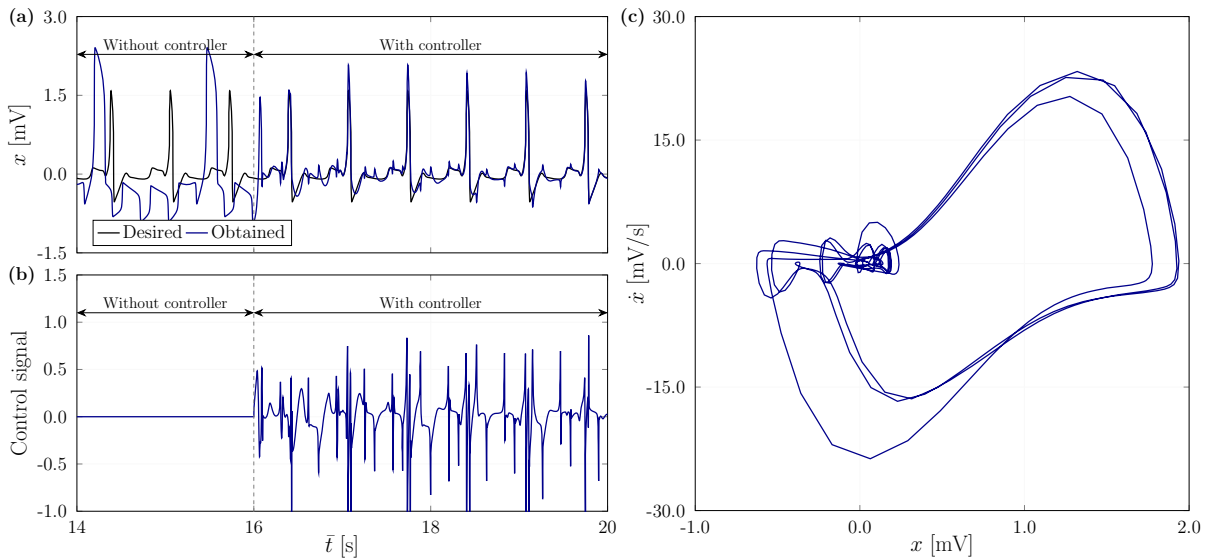 (a)
3.0
1.5
0.0
-1.5
x [mV]
Without controller
With controller
Desired
Obtained
(b)
1.5
1.0
0.5
0.0
-0.5
-1.0
Control signal
Without controller
With controller
14
16
18
20
t̄ [s]
(c)
30.0
15.0
0.0
-15.0
-30.0
ẋ [mV/s]
-1.0
0.0
1.0
2.0
x [mV]